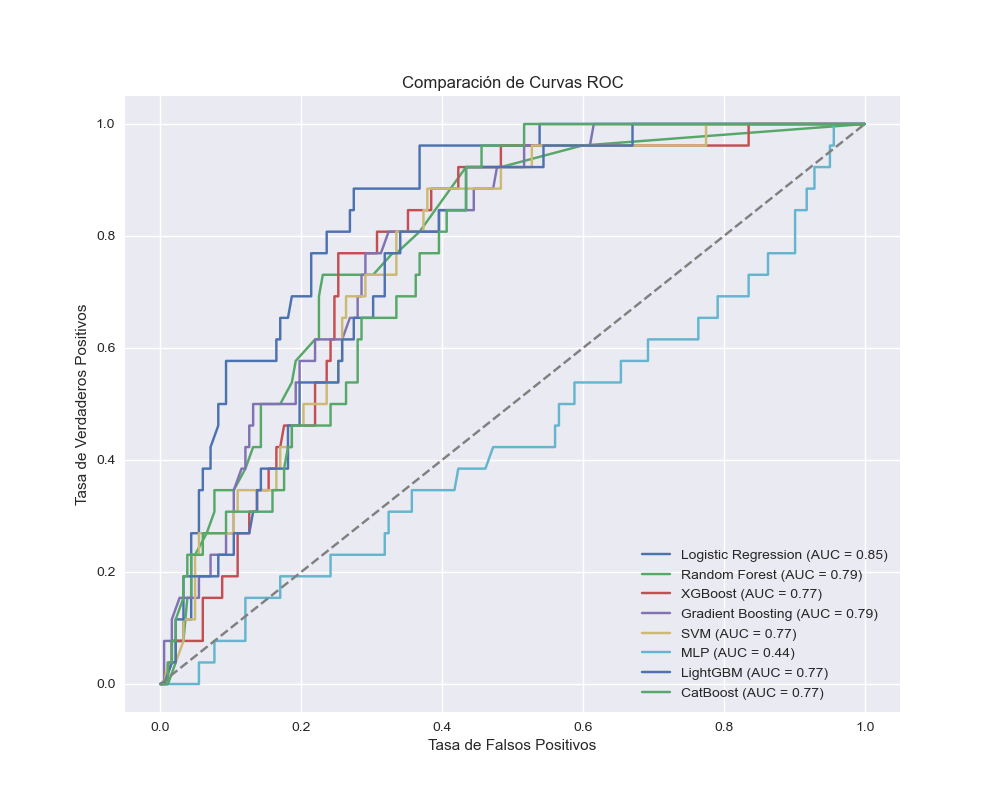 Comparación de Curvas ROC
1.0
0.8
0.6
0.4
0.2
0.0
Tasa de Verdaderos Positivos
Logistic Regression (AUC = 0.85)
Random Forest (AUC = 0.79)
XGBoost (AUC = 0.77)
Gradient Boosting (AUC = 0.79)
SVM (AUC = 0.77)
MLP (AUC = 0.44)
LightGBM (AUC = 0.77)
CatBoost (AUC = 0.77)
0.0 0.2 0.4 0.6 0.8 1.0
Tasa de Falsos Positivos